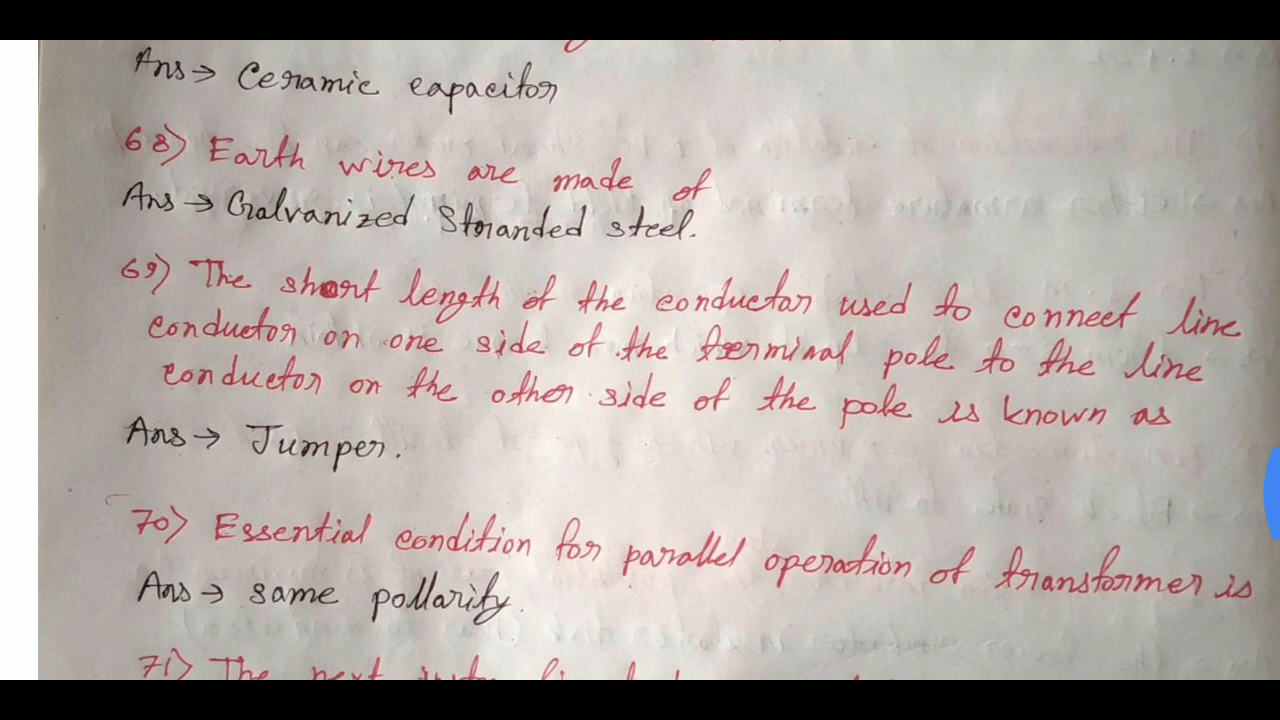 Ans → Ceramic capacitor
68) Earth wires are made of
Ans → Galvanized Stranded steel.
69) The short length of the conductor used to connect line
conductor on one side of the terminal pole to the line
conductor on the other side of the pole is known as
Ans → Jumper.
70) Essential condition for parallel operation of transformer is
Ans → same pollarity.
71) The next